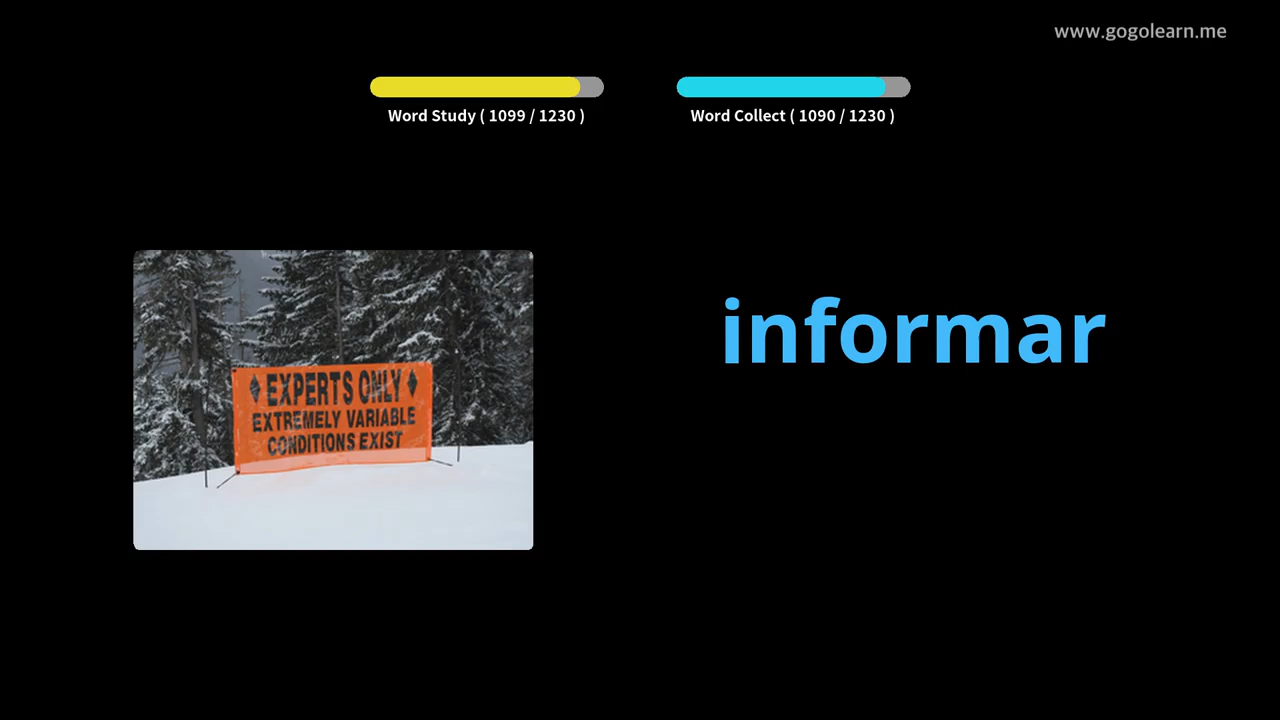 www.gogolearn.me
Word Study ( 1099 / 1230 )
Word Collect ( 1090 / 1230 )
EXPERTS ONLY
EXTREMELY VARIABLE
CONDITIONS EXIST
informar